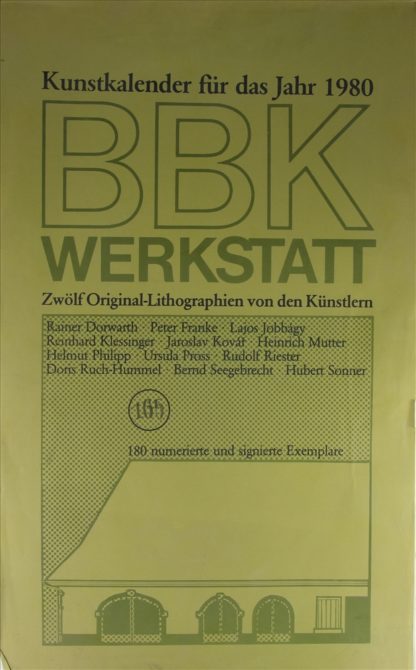 Kunstkalender für das Jahr 1980
BBK
WERKSTATT
Zwölf Original-Lithographien von den Künstlern
Rainer Dorwarth · Peter Franke · Lajos Jobbágy
Reinhard Klessinger · Jaroslav Kovář · Heinrich Mutter
Helmut Philipp · Ursula Pross · Rudolf Riester
Doris Ruch-Hummel · Bernd Seegebrecht · Hubert Sonner
165
180 numerierte und signierte Exemplare